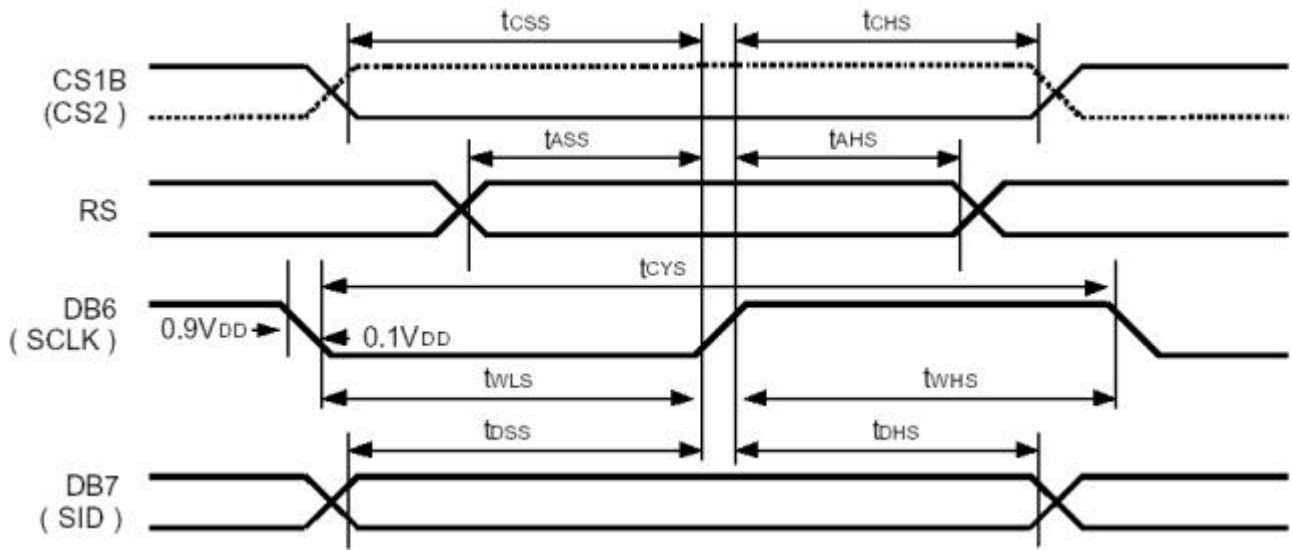 tCSS tCHS
CS1B
(CS2 )
tASS tAHS
RS
tCYS
DB6
( SCLK )
0.9VDD 0.1VDD
tWLS tWHS
tDSS tDHS
DB7
( SID )